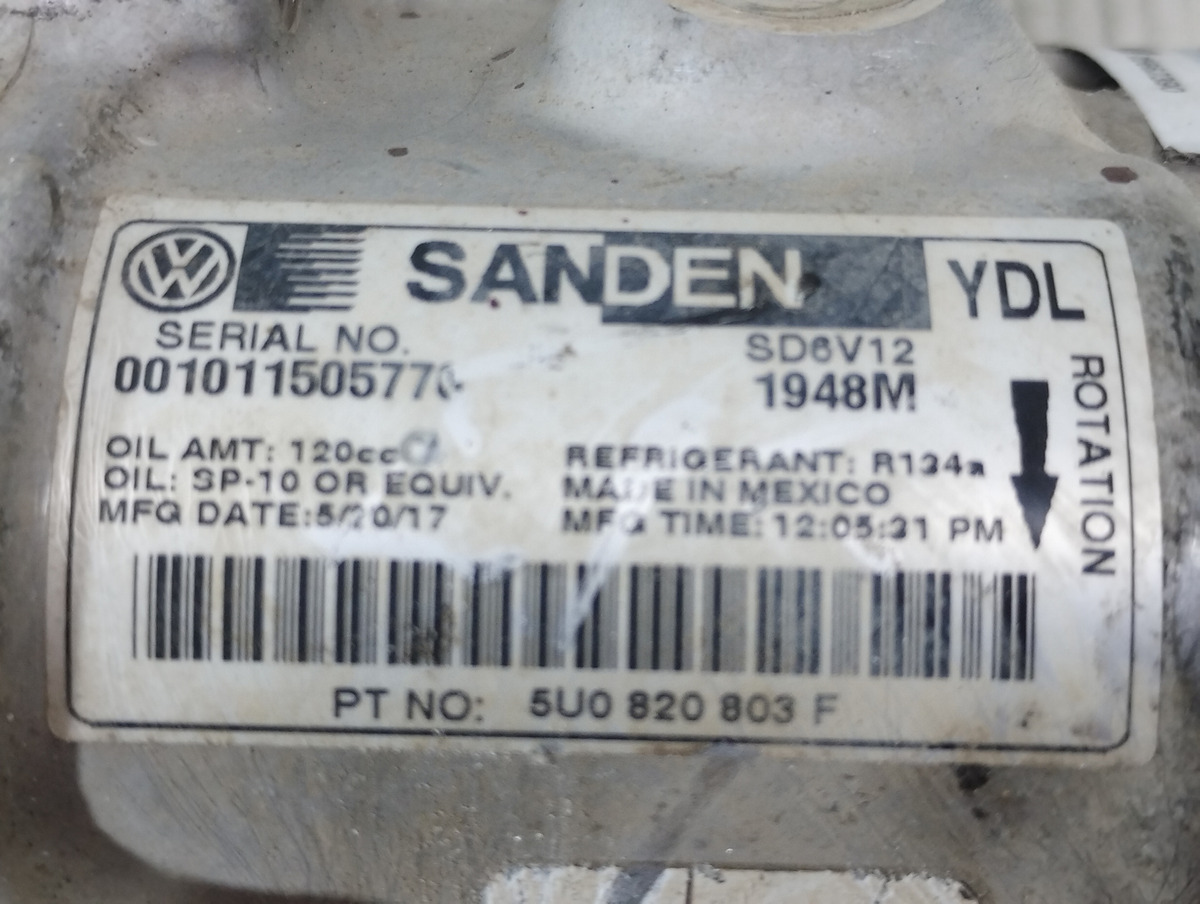 SANDEN YDL
SERIAL NO. SD6V12
1948M
OIL AMT: 120cc REFRIGERANT: R134a
OIL: SP-10 OR EQUIV. MADE IN MEXICO
MFG DATE:5/20/17 MFG TIME: 12:05:31 PM
ROTATION
PT NO: 5U0 820 803 F